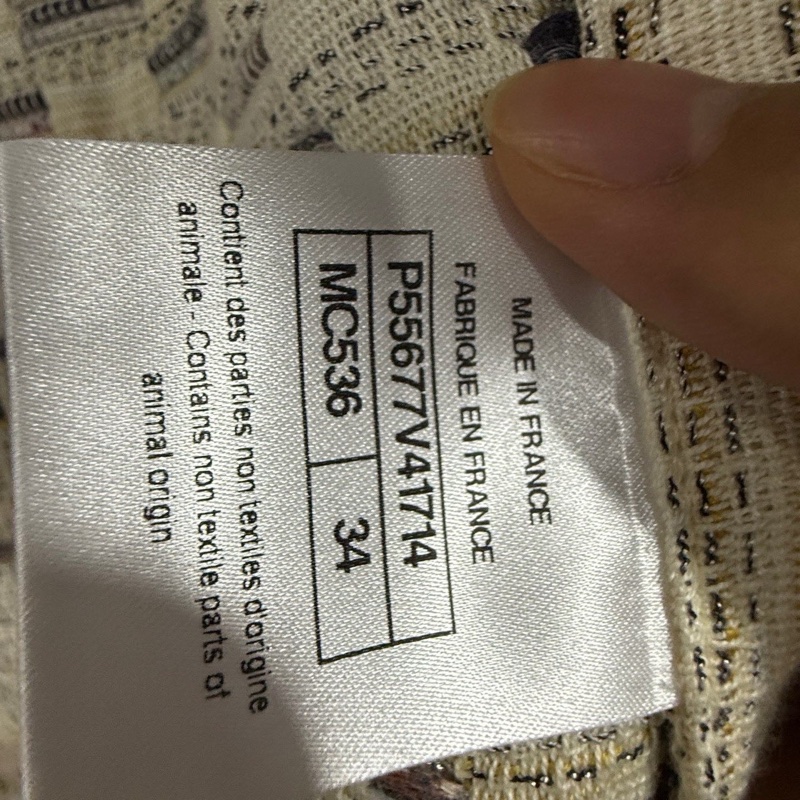 MADE IN FRANCE
FABRIQUE EN FRANCE
P55677V41714
MC536 34
Contient des parties non textiles d'origine
animale - Contains non textile parts of
animal origin